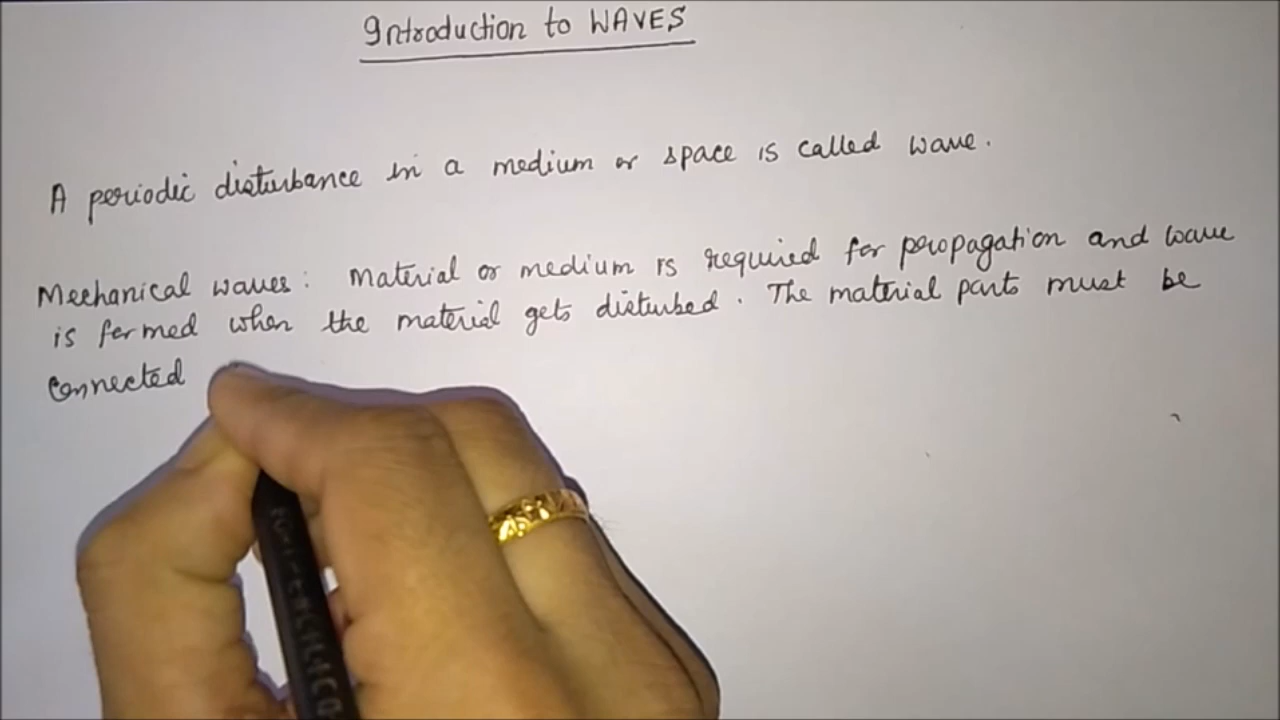 Introduction to WAVES
A periodic disturbance in a medium or space is called wave.
Mechanical waves: Material or medium is required for propagation and wave
is formed when the material gets disturbed. The material parts must be
connected